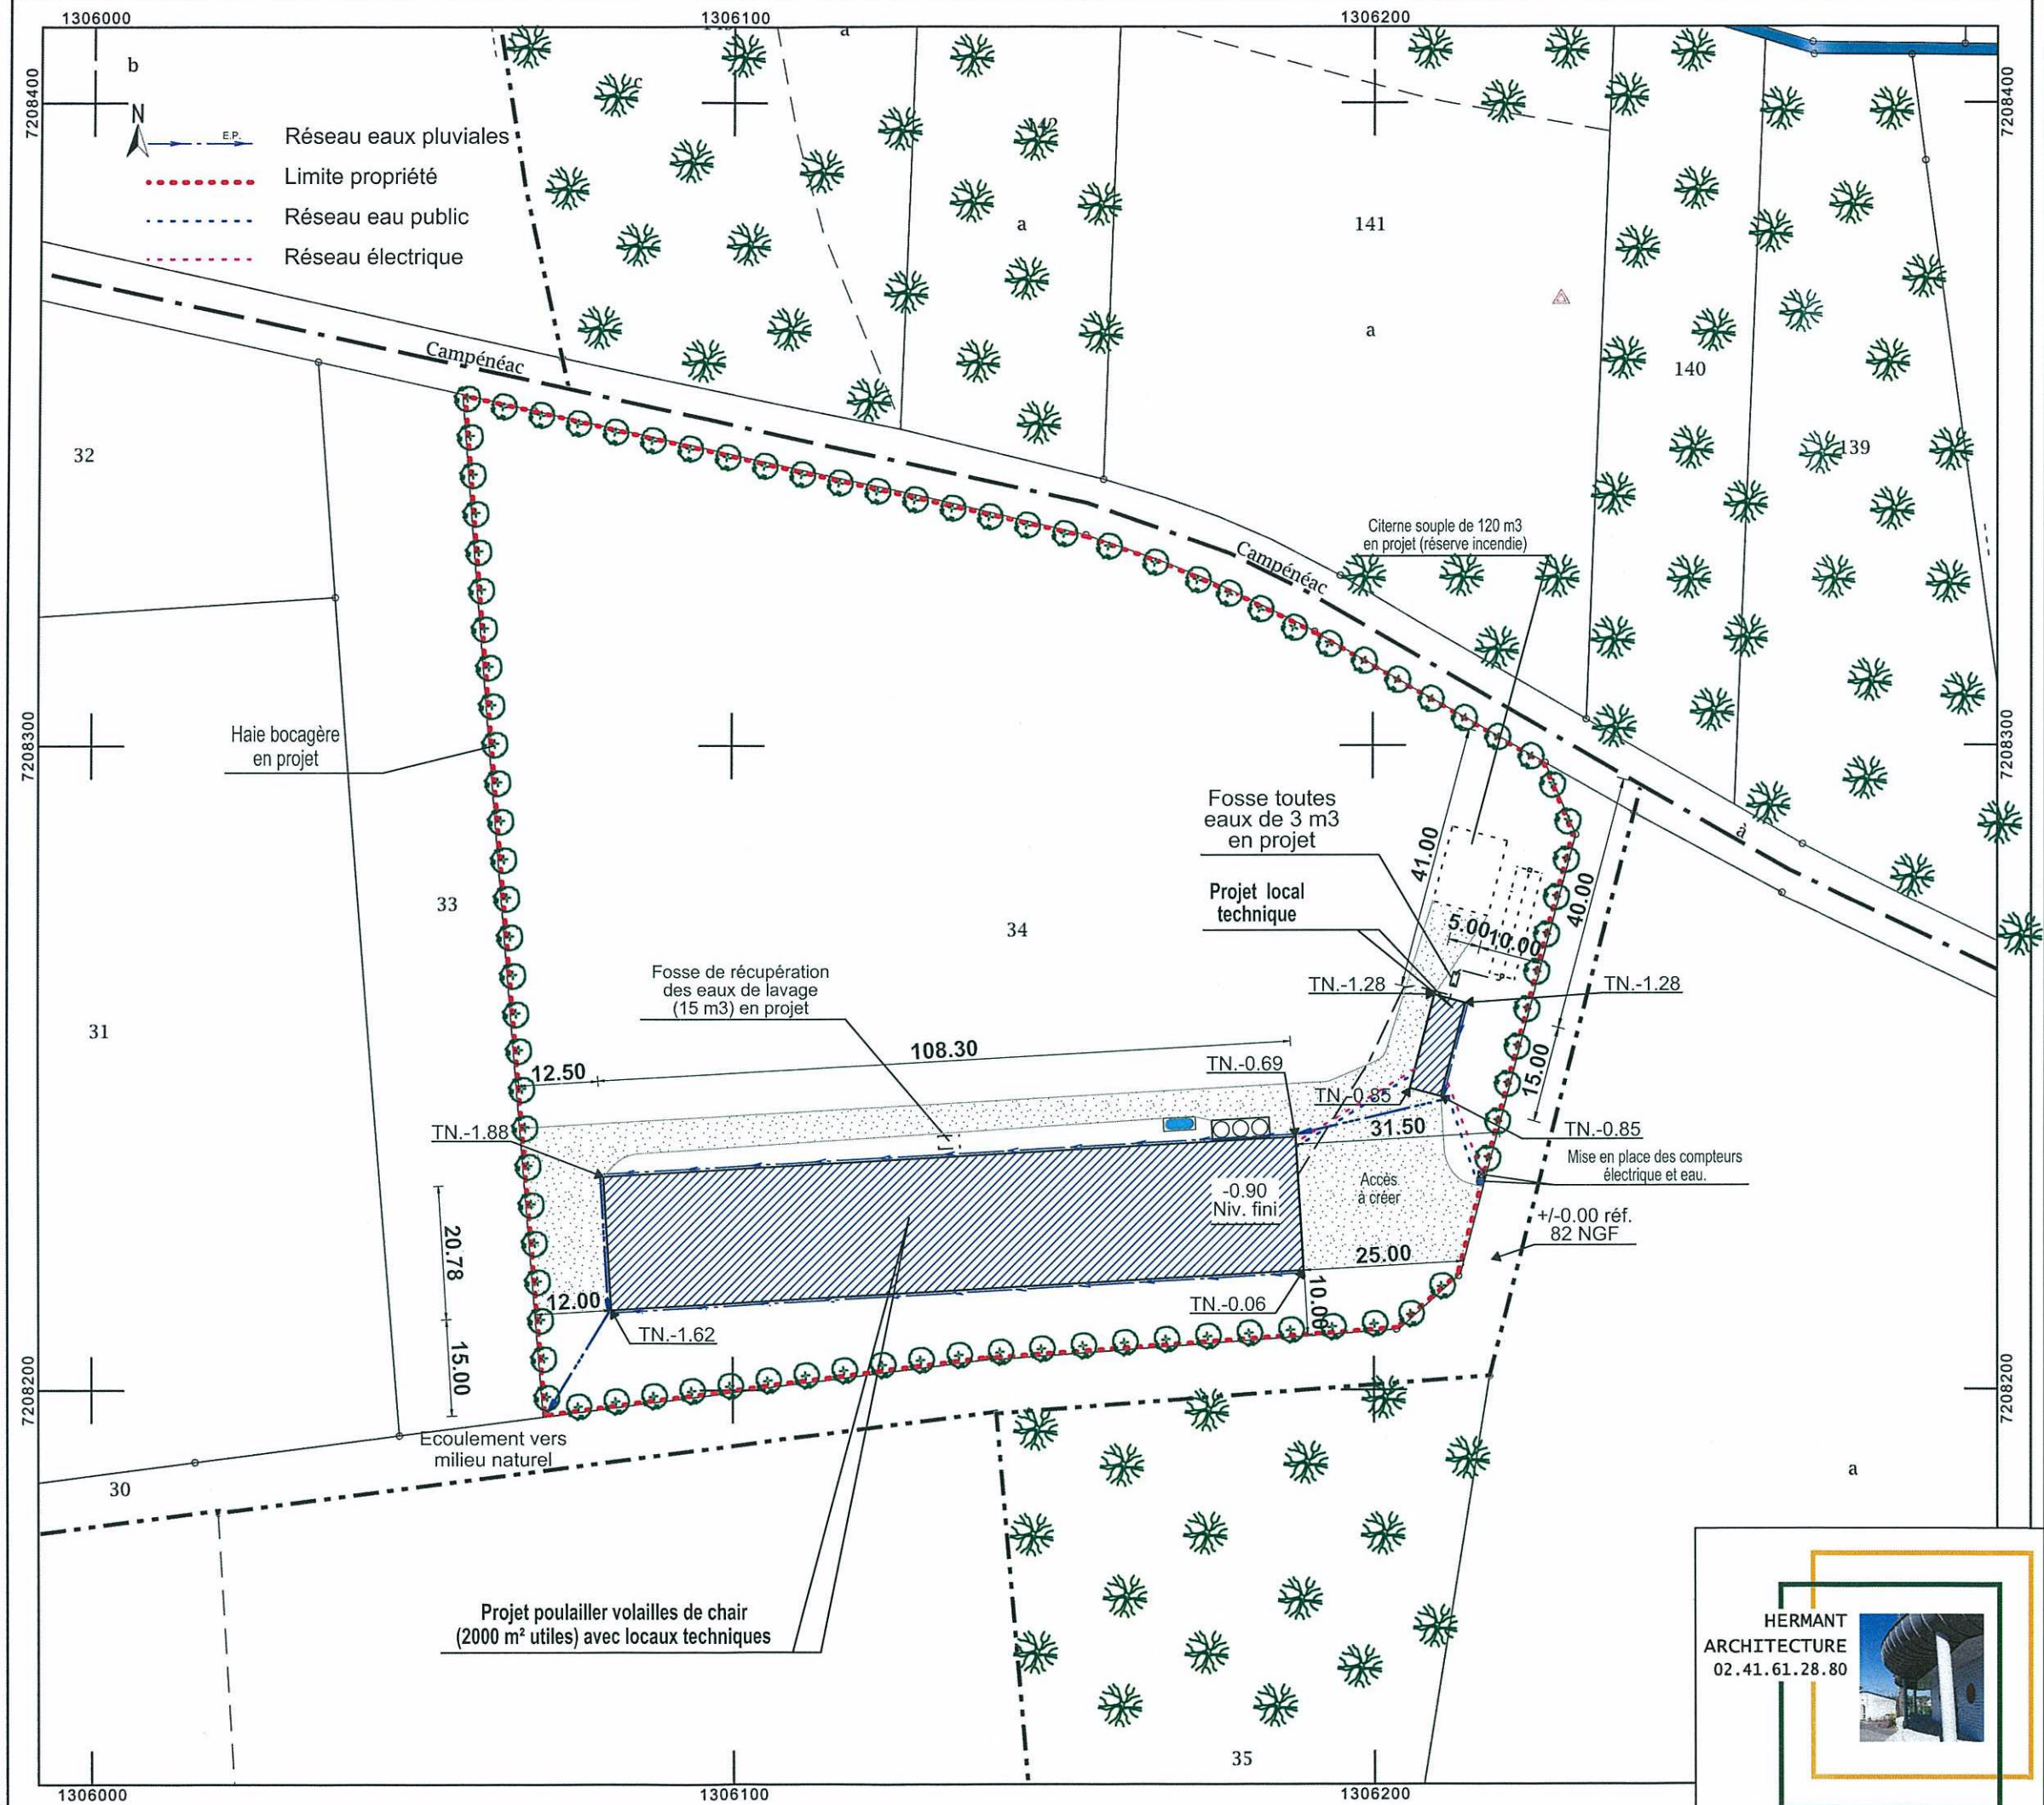 1306000
1306100
1306200
7208400
7208400
b
a
N
E.P.
Réseau eaux pluviales
Limite propriété
Réseau eau public
Réseau électrique
c
142
a
141
a
140
139
Campénéac
32
Citerne souple de 120 m3
en projet (réserve incendie)
Campénéac
7208300
7208300
Haie bocagère
en projet
Fosse toutes
eaux de 3 m3
en projet
a
41.00
40.00
Projet local
technique
33
34
5.00
10.00
Fosse de récupération
des eaux de lavage
(15 m3) en projet
TN.-1.28
TN.-1.28
31
108.30
12.50
TN.-0.69
15.00
TN.-0.85
TN.-1.88
31.50
TN.-0.85
Mise en place des compteurs
électrique et eau.
Accès
à créer
-0.90
Niv. fini
+/-0.00 réf.
82 NGF
20.78
25.00
12.00
TN.-0.06
10.00
TN.-1.62
15.00
7208200
7208200
Ecoulement vers
milieu naturel
30
a
Projet poulailler volailles de chair
(2000 m² utiles) avec locaux techniques
HERMANT
ARCHITECTURE
02.41.61.28.80
35
1306000
1306100
1306200